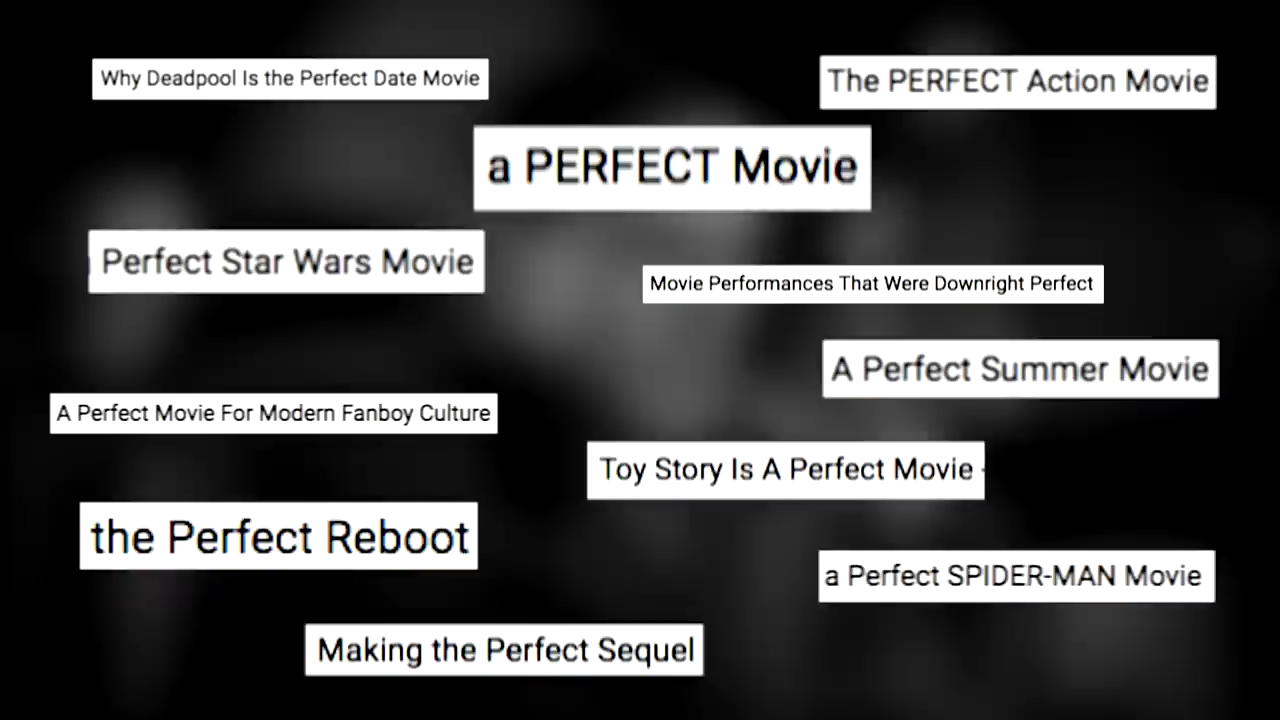 Why Deadpool Is the Perfect Date Movie
The PERFECT Action Movie
a PERFECT Movie
Perfect Star Wars Movie
Movie Performances That Were Downright Perfect
A Perfect Summer Movie
A Perfect Movie For Modern Fanboy Culture
Toy Story Is A Perfect Movie
the Perfect Reboot
a Perfect SPIDER-MAN Movie
Making the Perfect Sequel